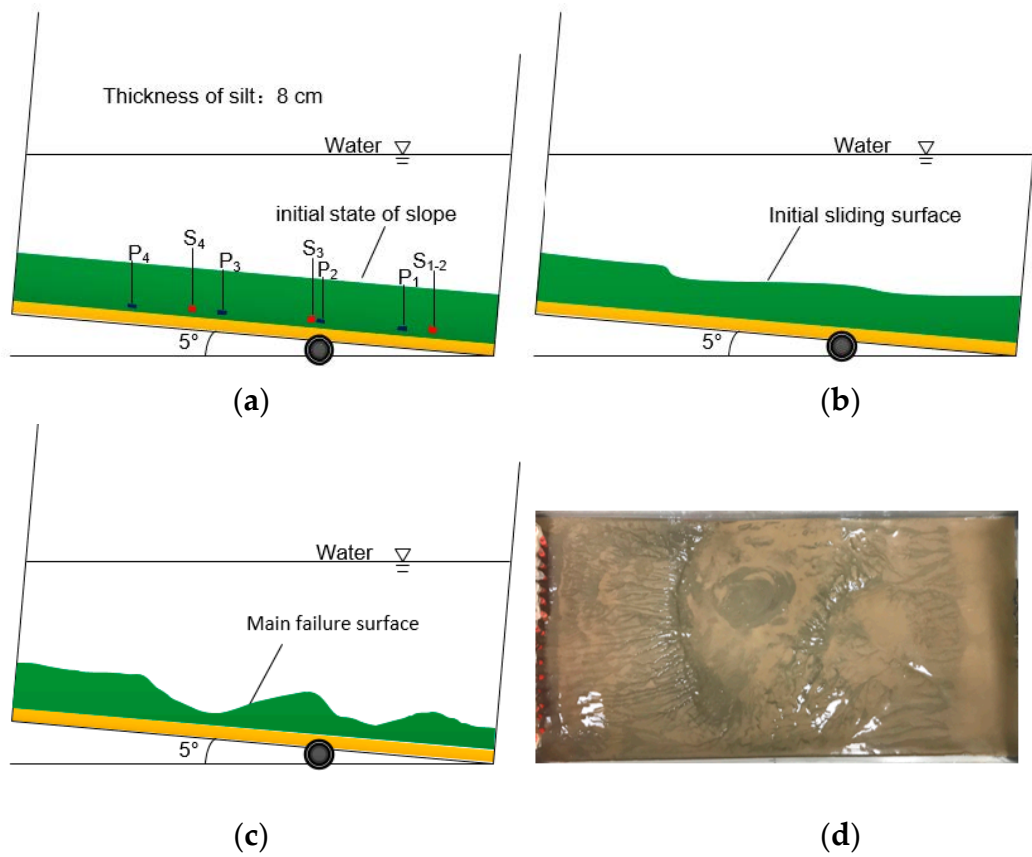 Thickness of silt：8 cm
Water
initial state of slope
P4 S4 P3 S3 P2 P1 S1-2
5°
(a)
Water
Initial sliding surface
5°
(b)
Water
Main failure surface
5°
(c)
(d)